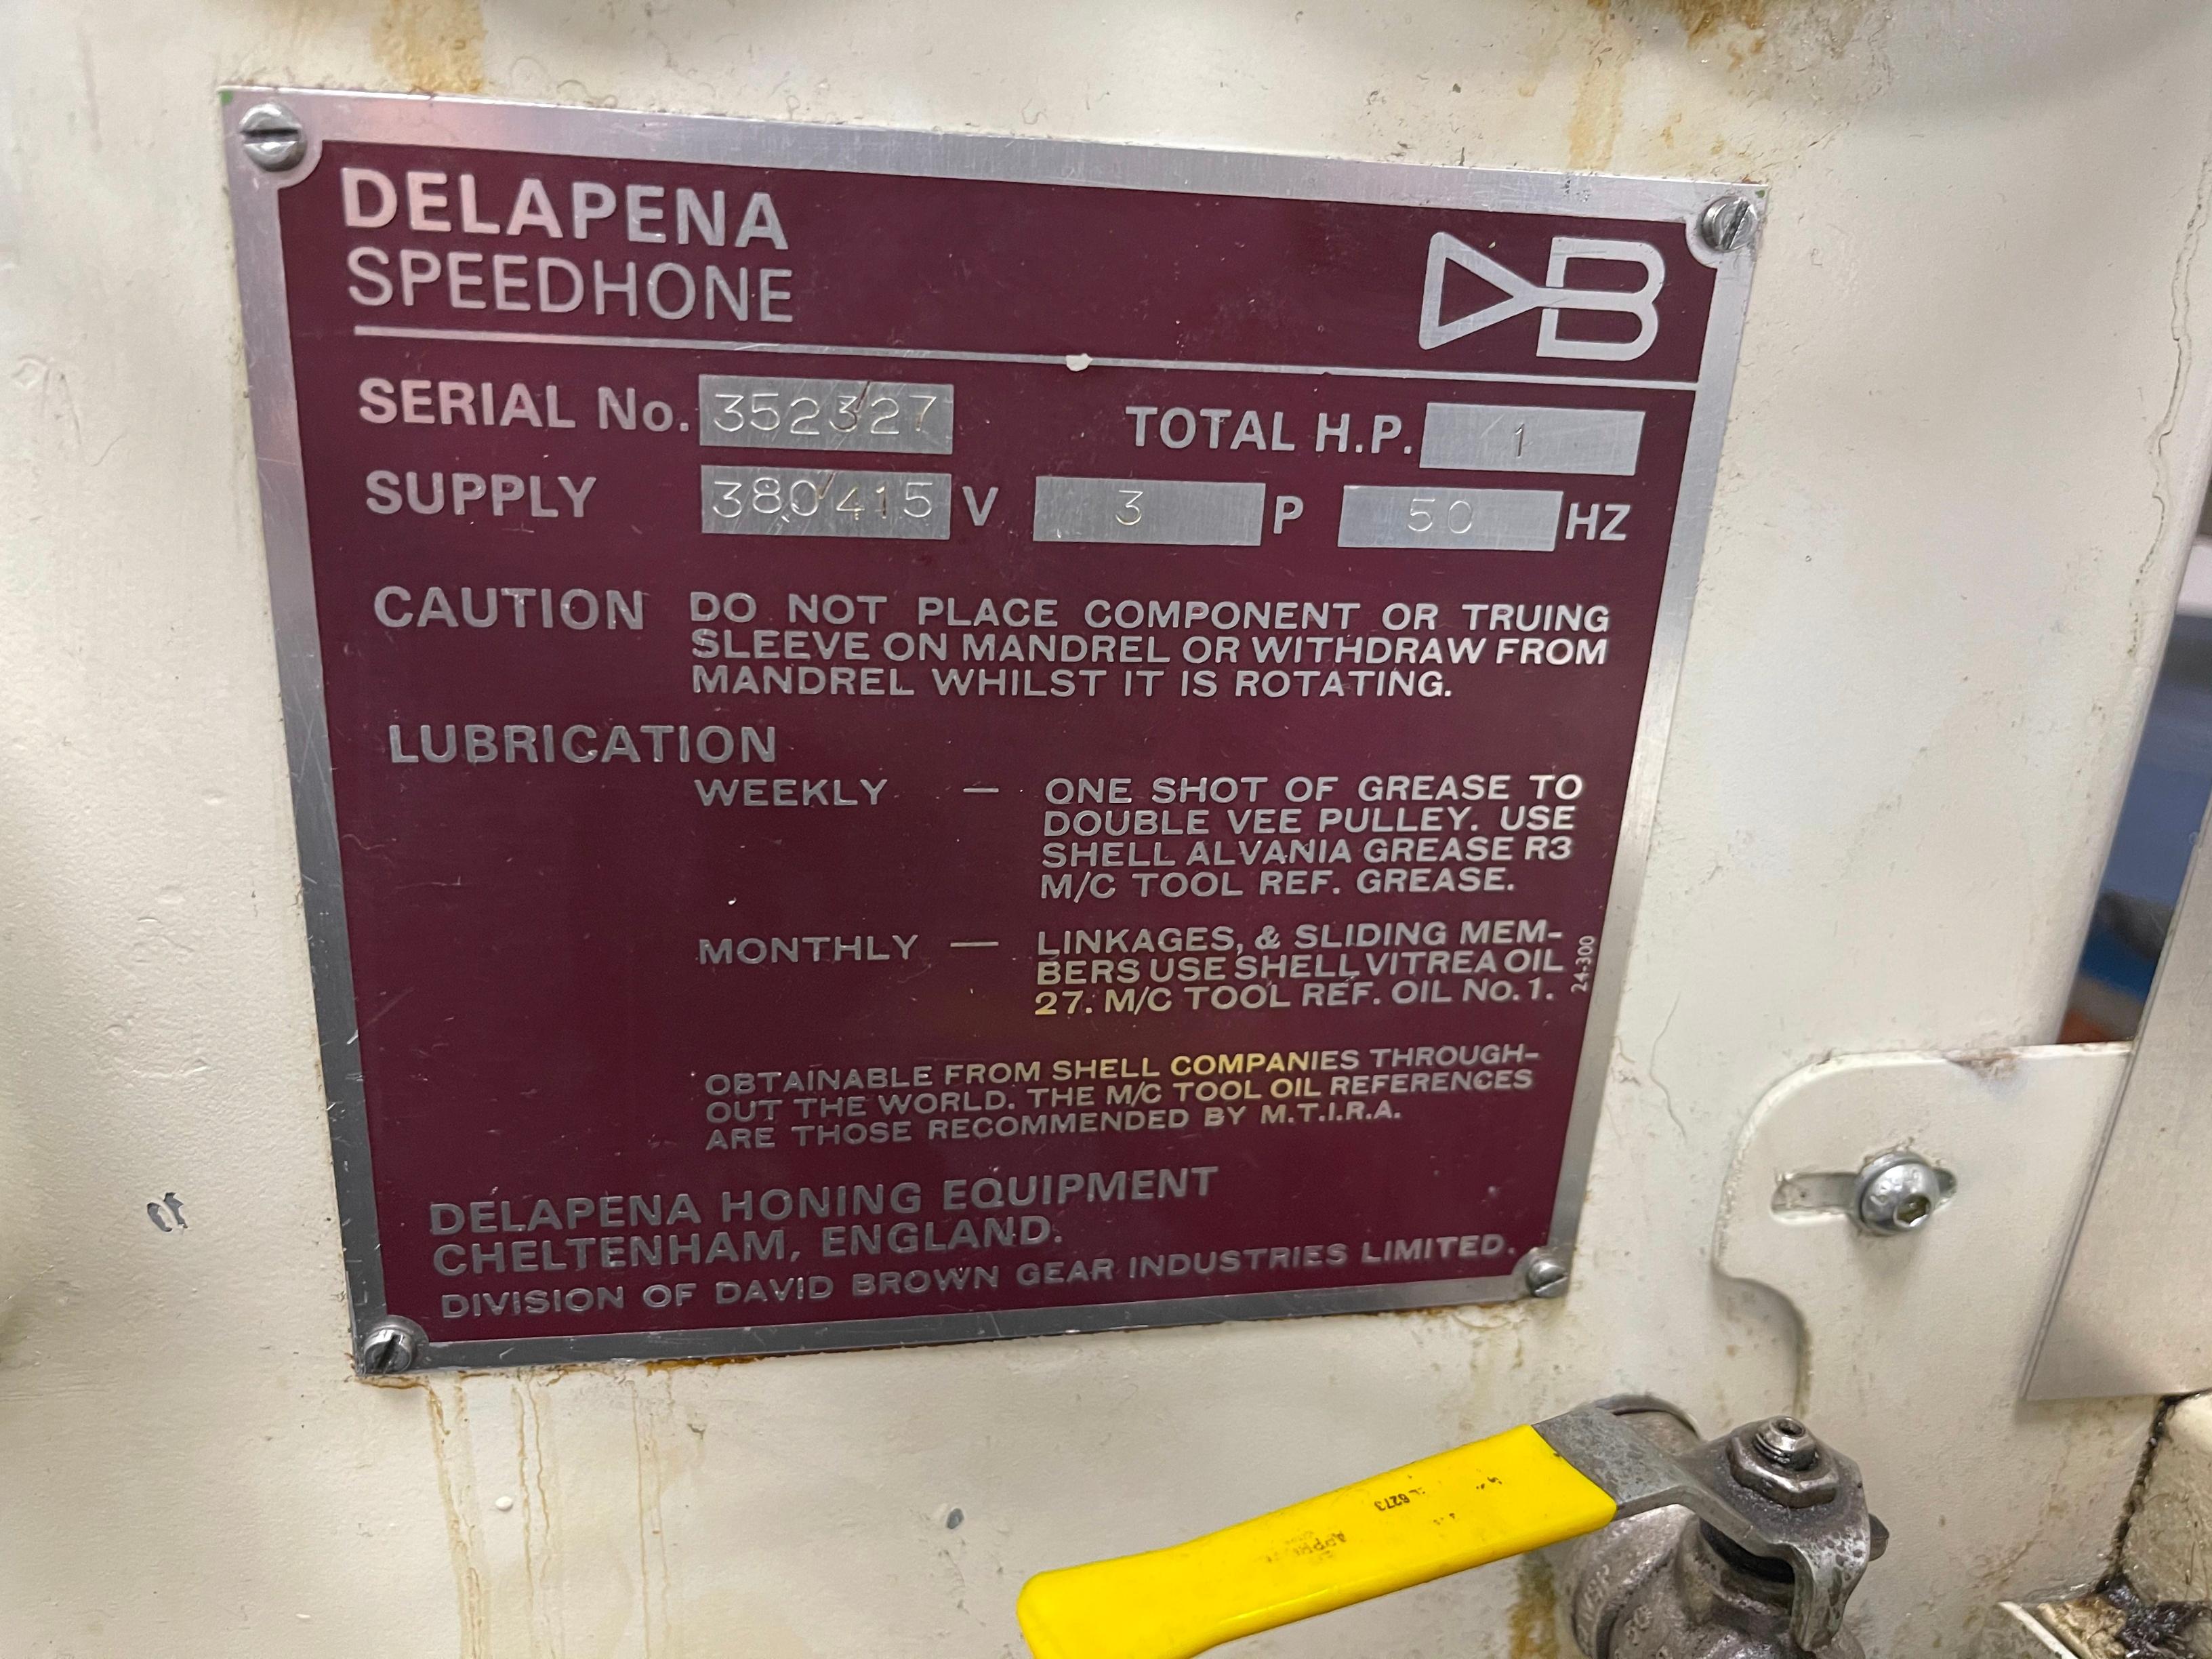 DELAPENA
SPEEDHONE
DB
SERIAL No. 352327 TOTAL H.P. 1
SUPPLY 380/415 V 3 P 50 HZ
CAUTION DO NOT PLACE COMPONENT OR TRUING
SLEEVE ON MANDREL OR WITHDRAW FROM
MANDREL WHILST IT IS ROTATING.
LUBRICATION
WEEKLY — ONE SHOT OF GREASE TO
DOUBLE VEE PULLEY. USE
SHELL ALVANIA GREASE R3
M/C TOOL REF. GREASE.
MONTHLY — LINKAGES, & SLIDING MEM-
BERS USE SHELL VITREA OIL
27. M/C TOOL REF. OIL No. 1.
24-300
OBTAINABLE FROM SHELL COMPANIES THROUGH-
OUT THE WORLD. THE M/C TOOL OIL REFERENCES
ARE THOSE RECOMMENDED BY M.T.I.R.A.
DELAPENA HONING EQUIPMENT
CHELTENHAM, ENGLAND.
DIVISION OF DAVID BROWN GEAR INDUSTRIES LIMITED.
6273